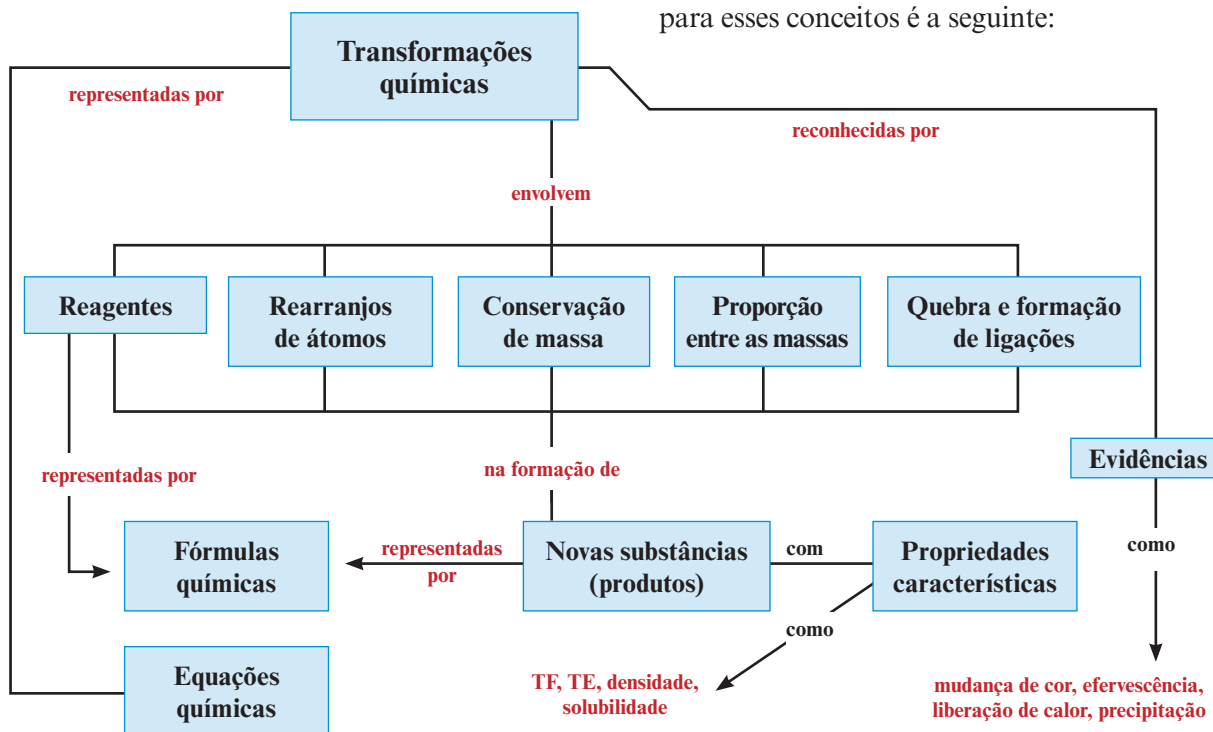 para esses conceitos é a seguinte:
Transformações
químicas
representadas por
reconhecidas por
envolvem
Reagentes
Rearranjos
de átomos
Conservação
de massa
Proporção
entre as massas
Quebra e formação
de ligações
representadas por
na formação de
Evidências
Fórmulas
químicas
representadas
por
Novas substâncias
(produtos)
com
Propriedades
características
como
como
Equações
químicas
TF, TE, densidade,
solubilidade
mudança de cor, efervescência,
liberação de calor, precipitação